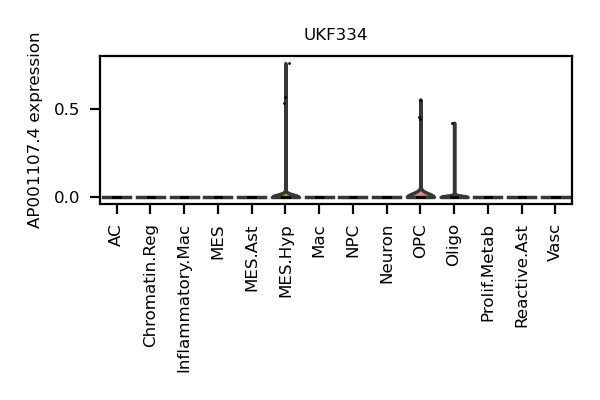 UKF334
AP001107.4 expression
0.5
0.0
AC
Chromatin.Reg
Inflammatory.Mac
MES
MES.Ast
MES.Hyp
Mac
NPC
Neuron
OPC
Oligo
Prolif.Metab
Reactive.Ast
Vasc